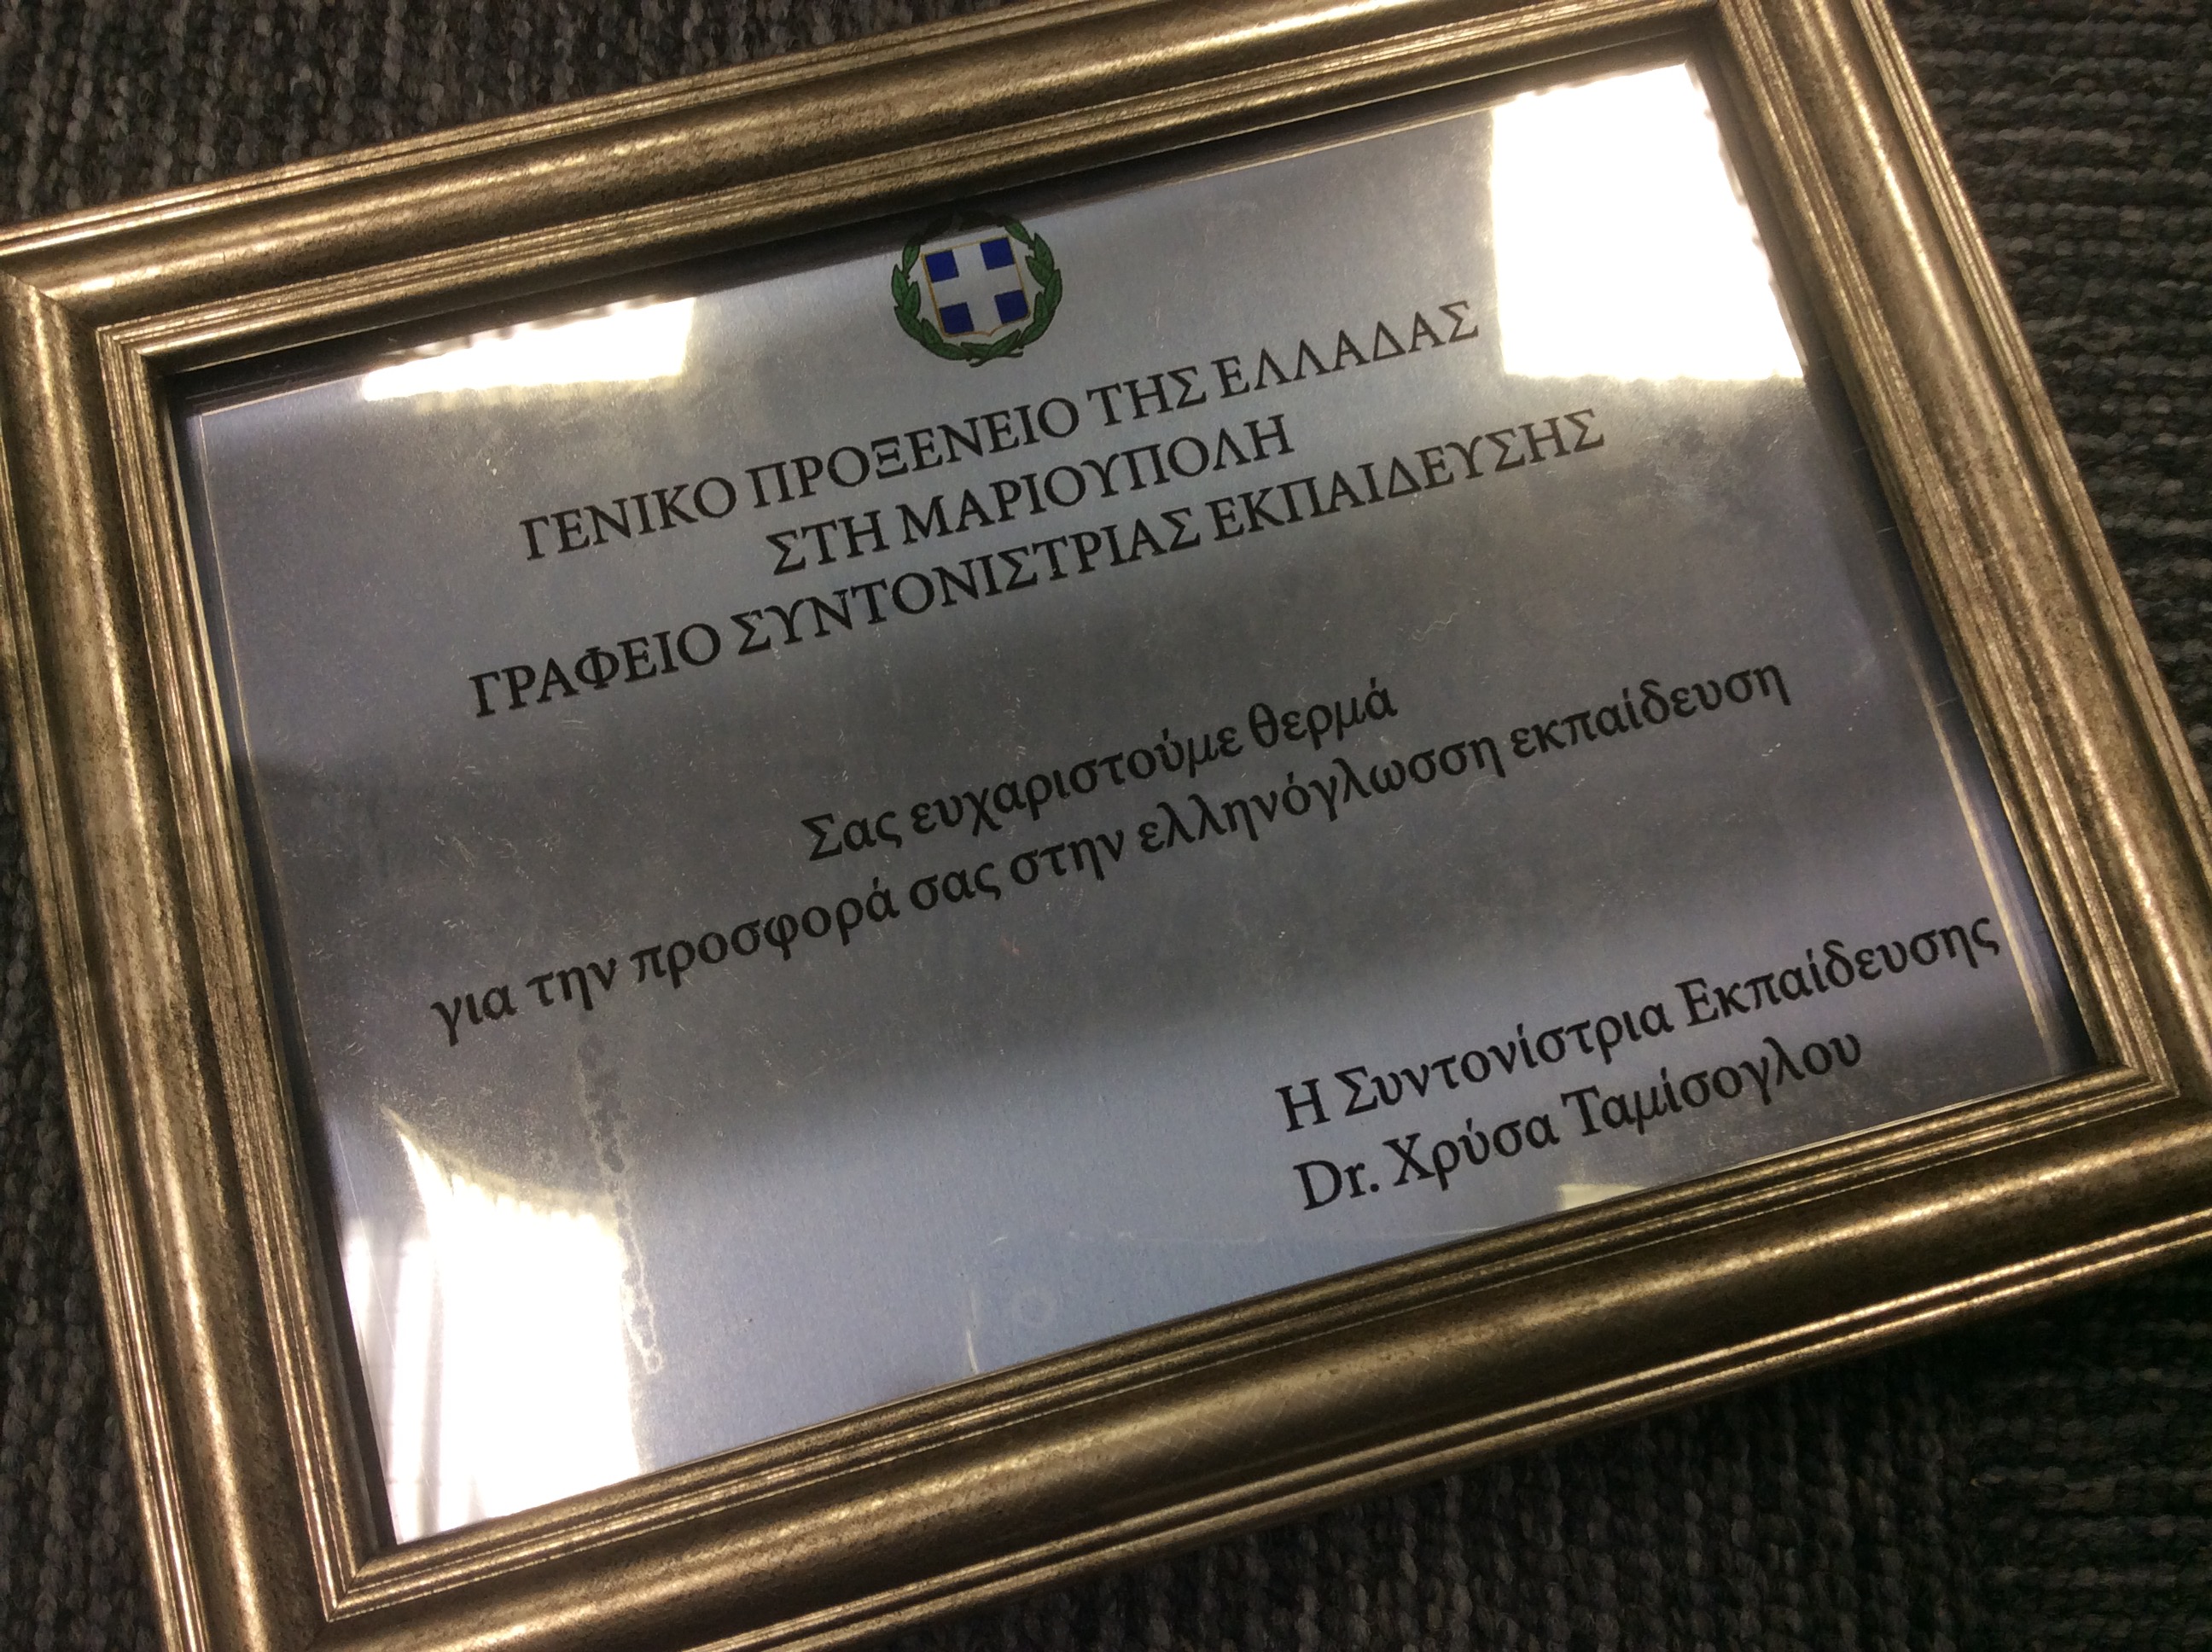 ΓΕΝΙΚΟ ΠΡΟΞΕΝΕΙΟ ΤΗΣ ΕΛΛΑΔΑΣ
ΣΤΗ ΜΑΡΙΟΥΠΟΛΗ
ΓΡΑΦΕΙΟ ΣΥΝΤΟΝΙΣΤΡΙΑΣ ΕΚΠΑΙΔΕΥΣΗΣ
Σας ευχαριστούμε θερμά
για την προσφορά σας στην ελληνόγλωσση εκπαίδευση
Η Συντονίστρια Εκπαίδευσης
Dr. Χρύσα Ταμίσογλου